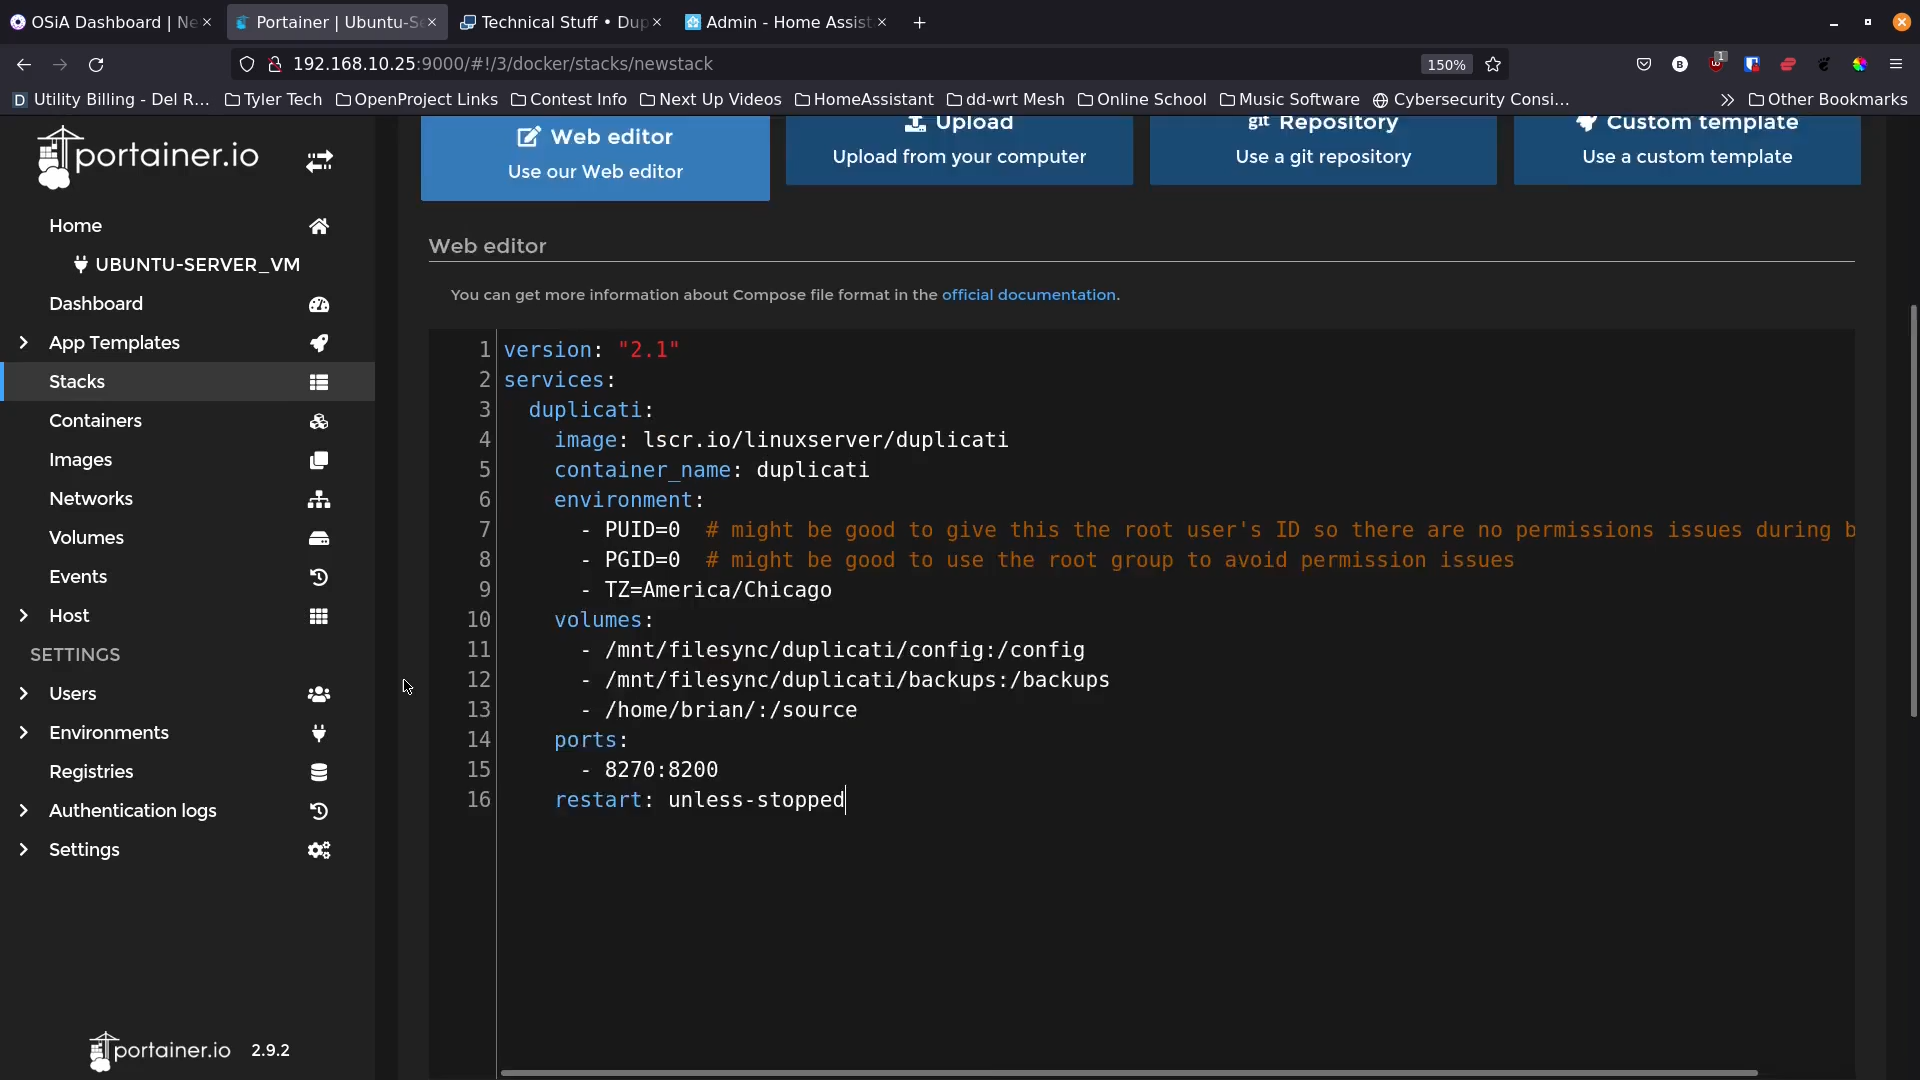 OSiA Dashboard | Ne
Portainer | Ubuntu-Se
Technical Stuff • Dup
Admin - Home Assist
192.168.10.25:9000/#!/3/docker/stacks/newstack
150%
1
Utility Billing - Del R...
Tyler Tech
OpenProject Links
Contest Info
Next Up Videos
HomeAssistant
dd-wrt Mesh
Online School
Music Software
Cybersecurity Consi...
Other Bookmarks
portainer.io
Home
UBUNTU-SERVER_VM
Dashboard
App Templates
Stacks
Containers
Images
Networks
Volumes
Events
Host
SETTINGS
Users
Environments
Registries
Authentication logs
Settings
portainer.io 2.9.2
Web editor
Use our Web editor
Upload
Upload from your computer
git Repository
Use a git repository
Custom template
Use a custom template
Web editor
You can get more information about Compose file format in the official documentation.
1 version: "2.1"
2 services:
3   duplicati:
4     image: lscr.io/linuxserver/duplicati
5     container_name: duplicati
6     environment:
7       - PUID=0  # might be good to give this the root user's ID so there are no permissions issues during b
8       - PGID=0  # might be good to use the root group to avoid permission issues
9       - TZ=America/Chicago
10     volumes:
11       - /mnt/filesync/duplicati/config:/config
12       - /mnt/filesync/duplicati/backups:/backups
13       - /home/brian/:/source
14     ports:
15       - 8270:8200
16     restart: unless-stopped